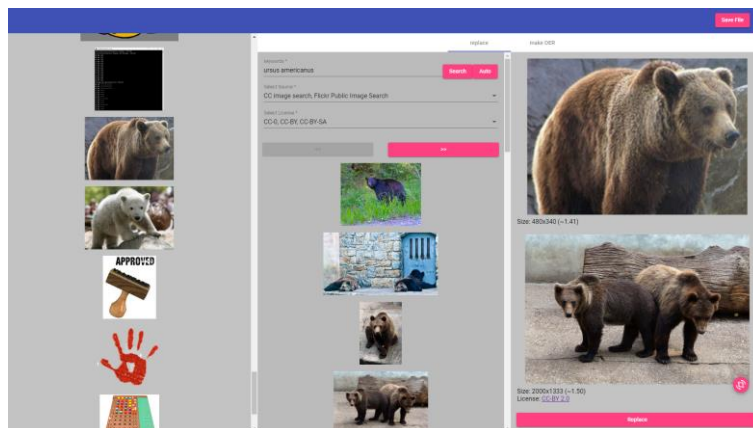 Save File
replace
make OER
Keywords *
ursus americanus
Search
Auto
Select Source *
CC image search, Flickr Public Image Search
Select License *
CC-0, CC-BY, CC-BY-SA
>>
APPROVED
Size: 480x340 (~1.41)
Size: 2000x1333 (~1.50)
License: CC-BY 2.0
Replace